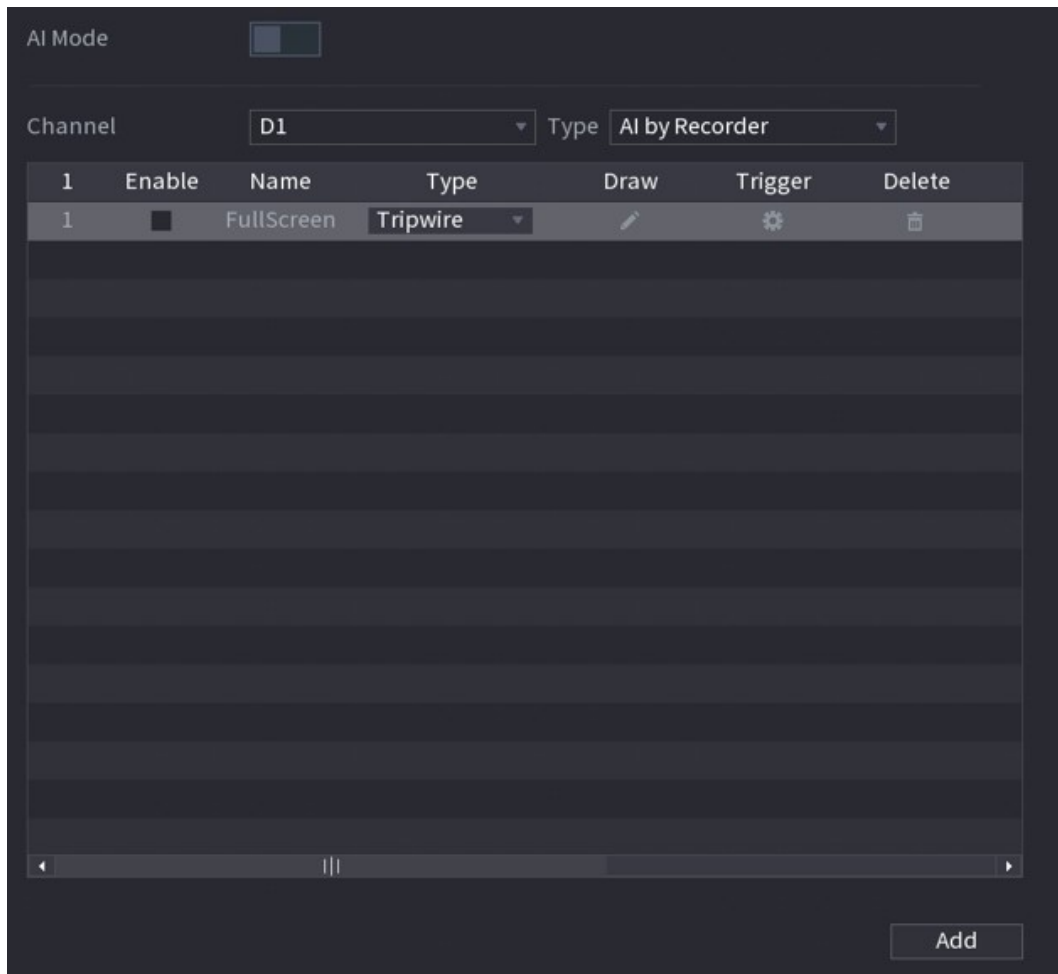 AI Mode
Channel D1 Type AI by Recorder
1 Enable Name Type Draw Trigger Delete
1 FullScreen Tripwire
Add